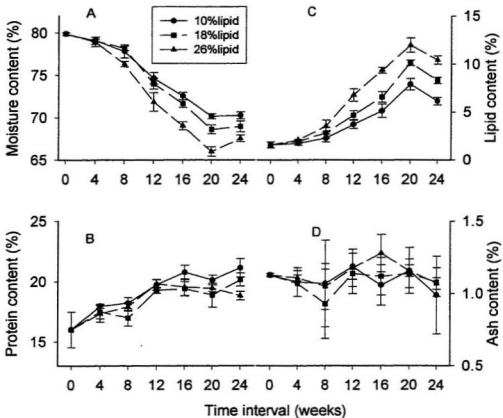 A
10%lipid
18%lipid
26%lipid
C
Moisture content (%)
80
75
70
65
0 4 8 12 16 20 24
0 4 8 12 16 20 24
15
10
5
0
Lipid content (%)
B
D
Protein content (%)
25
20
15
0 4 8 12 16 20 24
0 4 8 12 16 20 24
1.5
1.0
0.5
Ash content (%)
Time interval (weeks)